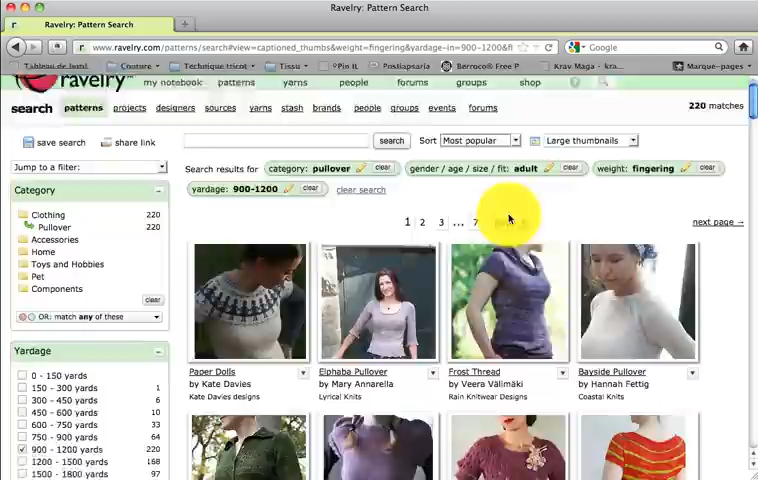 Ravelry: Pattern Search
Ravelry: Pattern Search
www.ravelry.com/patterns/search#view=captioned_thumbs&weight=fingering&yardage-in=900-1200&fi
Google
Tableau de bord Couture Technique tricot Tissu ºPin IL Postiapsaria Berroco® Free P Krav Maga - kra... Marque-pages
ravelry my notebook patterns yarns people forums groups shop
search patterns projects designers sources yarns stash brands people groups events forums 220 matches
save search share link search Sort Most popular Large thumbnails
Jump to a filter: Search results for category: pullover clear gender / age / size / fit: adult clear weight: fingering clear
yardage: 900-1200 clear clear search
Category
Clothing 220
Pullover 220
Accessories
Home
Toys and Hobbies
Pet
Components
clear
OR: match any of these
1 2 3 ... 7 next page →
Paper Dolls
by Kate Davies
Kate Davies designs
Elphaba Pullover
by Mary Annarella
Lyrical Knits
Frost Thread
by Veera Välimäki
Rain Knitwear Designs
Bayside Pullover
by Hannah Fettig
Coastal Knits
Yardage
0 - 150 yards
150 - 300 yards 1
300 - 450 yards 6
450 - 600 yards 10
600 - 750 yards 33
750 - 900 yards 64
900 - 1200 yards 220
1200 - 1500 yards 168
1500 - 1800 yards 97